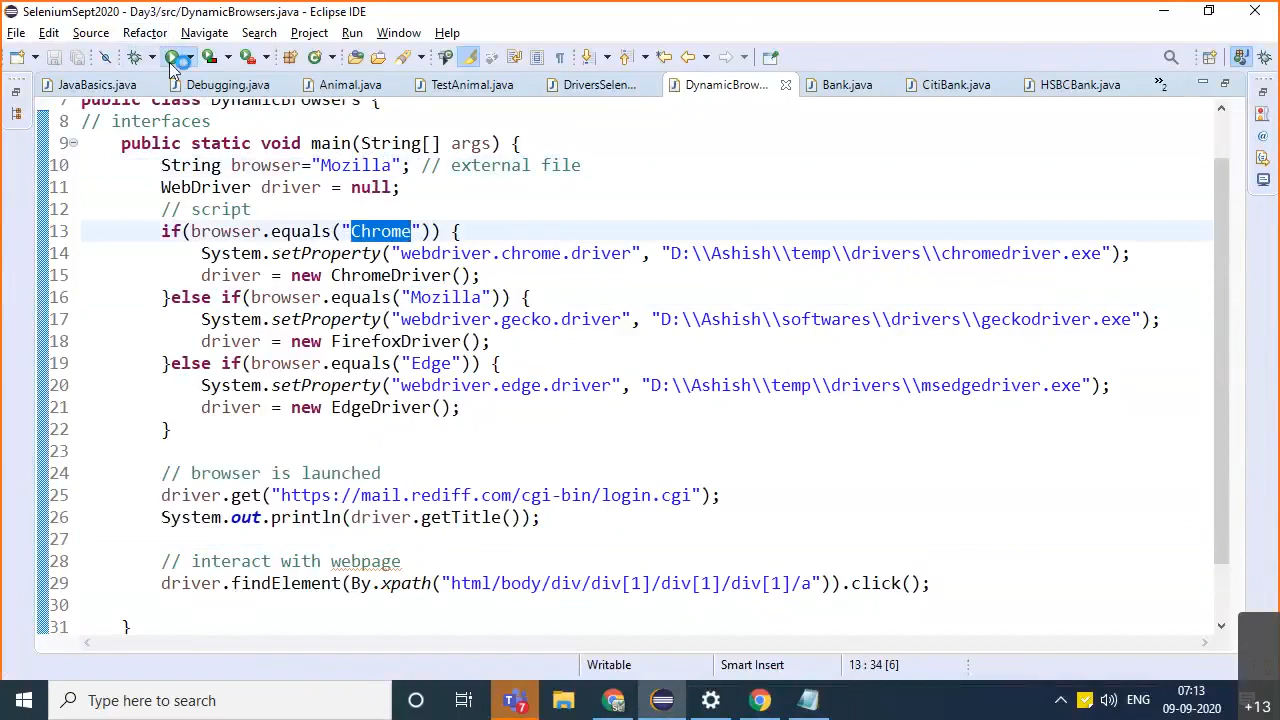 SeleniumSept2020 - Day3/src/DynamicBrowsers.java - Eclipse IDE
File Edit Source Refactor Navigate Search Project Run Window Help
JavaBasics.java Debugging.java Animal.java TestAnimal.java DriversSelen... DynamicBrow... Bank.java CitiBank.java HSBCBank.java »2
7 public class DynamicBrowsers {
8 // interfaces
9 public static void main(String[] args) {
10 String browser="Mozilla"; // external file
11 WebDriver driver = null;
12 // script
13 if(browser.equals("Chrome")) {
14 System.setProperty("webdriver.chrome.driver", "D:\\Ashish\\temp\\drivers\\chromedriver.exe");
15 driver = new ChromeDriver();
16 }else if(browser.equals("Mozilla")) {
17 System.setProperty("webdriver.gecko.driver", "D:\\Ashish\\softwares\\drivers\\geckodriver.exe");
18 driver = new FirefoxDriver();
19 }else if(browser.equals("Edge")) {
20 System.setProperty("webdriver.edge.driver", "D:\\Ashish\\temp\\drivers\\msedgedriver.exe");
21 driver = new EdgeDriver();
22 }
23
24 // browser is launched
25 driver.get("https://mail.rediff.com/cgi-bin/login.cgi");
26 System.out.println(driver.getTitle());
27
28 // interact with webpage
29 driver.findElement(By.xpath("html/body/div/div[1]/div[1]/div[1]/a")).click();
30
31 }
Writable Smart Insert 13 : 34 [6]
Type here to search 7 ENG 07:13
09-09-2020
+13